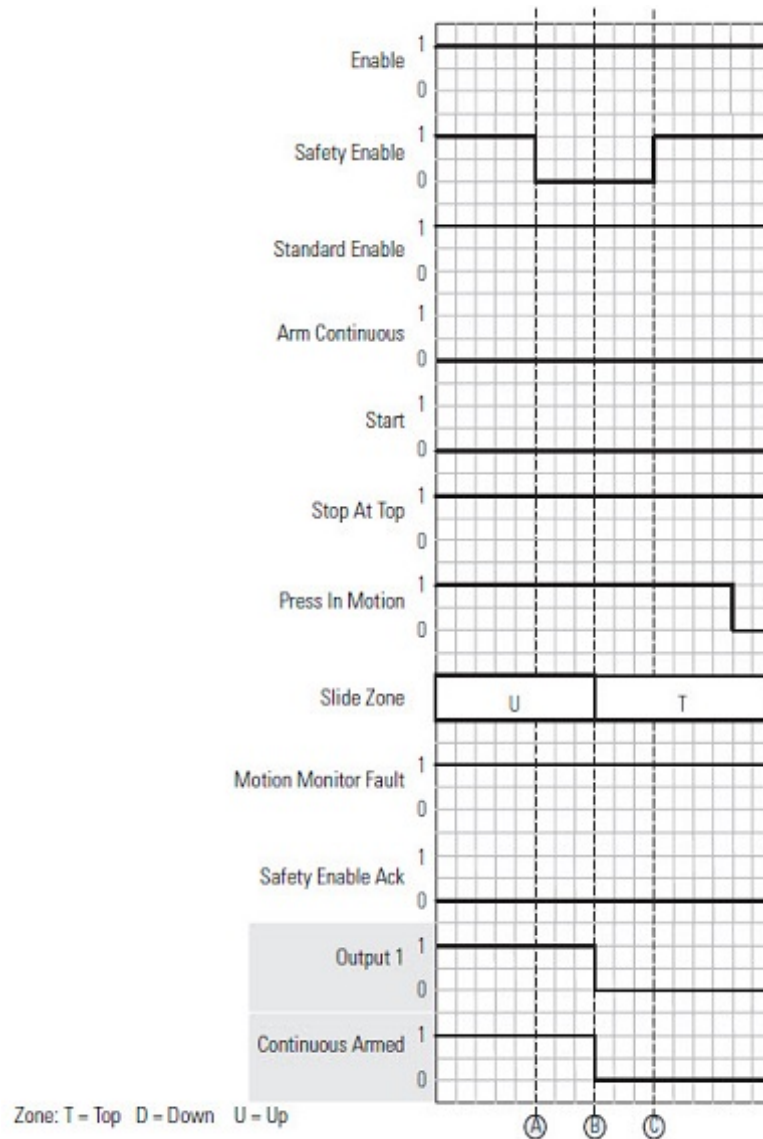 Enable 1
0
Safety Enable 1
0
Standard Enable 1
0
Arm Continuous 1
0
Start 1
0
Stop At Top 1
0
Press In Motion 1
0
Slide Zone U T
Motion Monitor Fault 1
0
Safety Enable Ack 1
0
Output 1 1
0
Continuous Armed 1
0
Zone: T = Top D = Down U = Up A B C